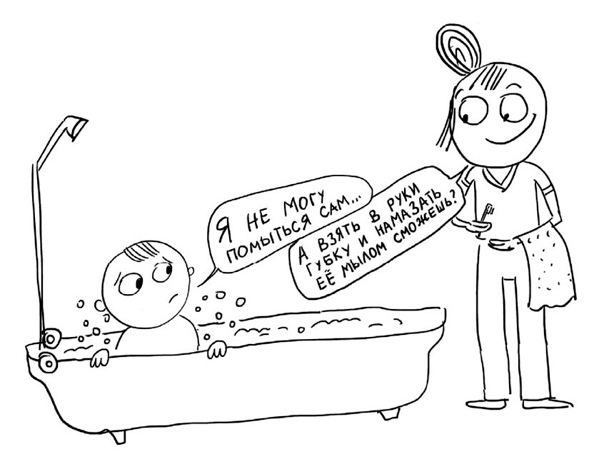 Я НЕ МОГУ
ПОМЫТЬСЯ САМ...
А ВЗЯТЬ В РУКИ
ГУБКУ И НАМАЗАТЬ
ЕЁ МЫЛОМ СМОЖЕШЬ?